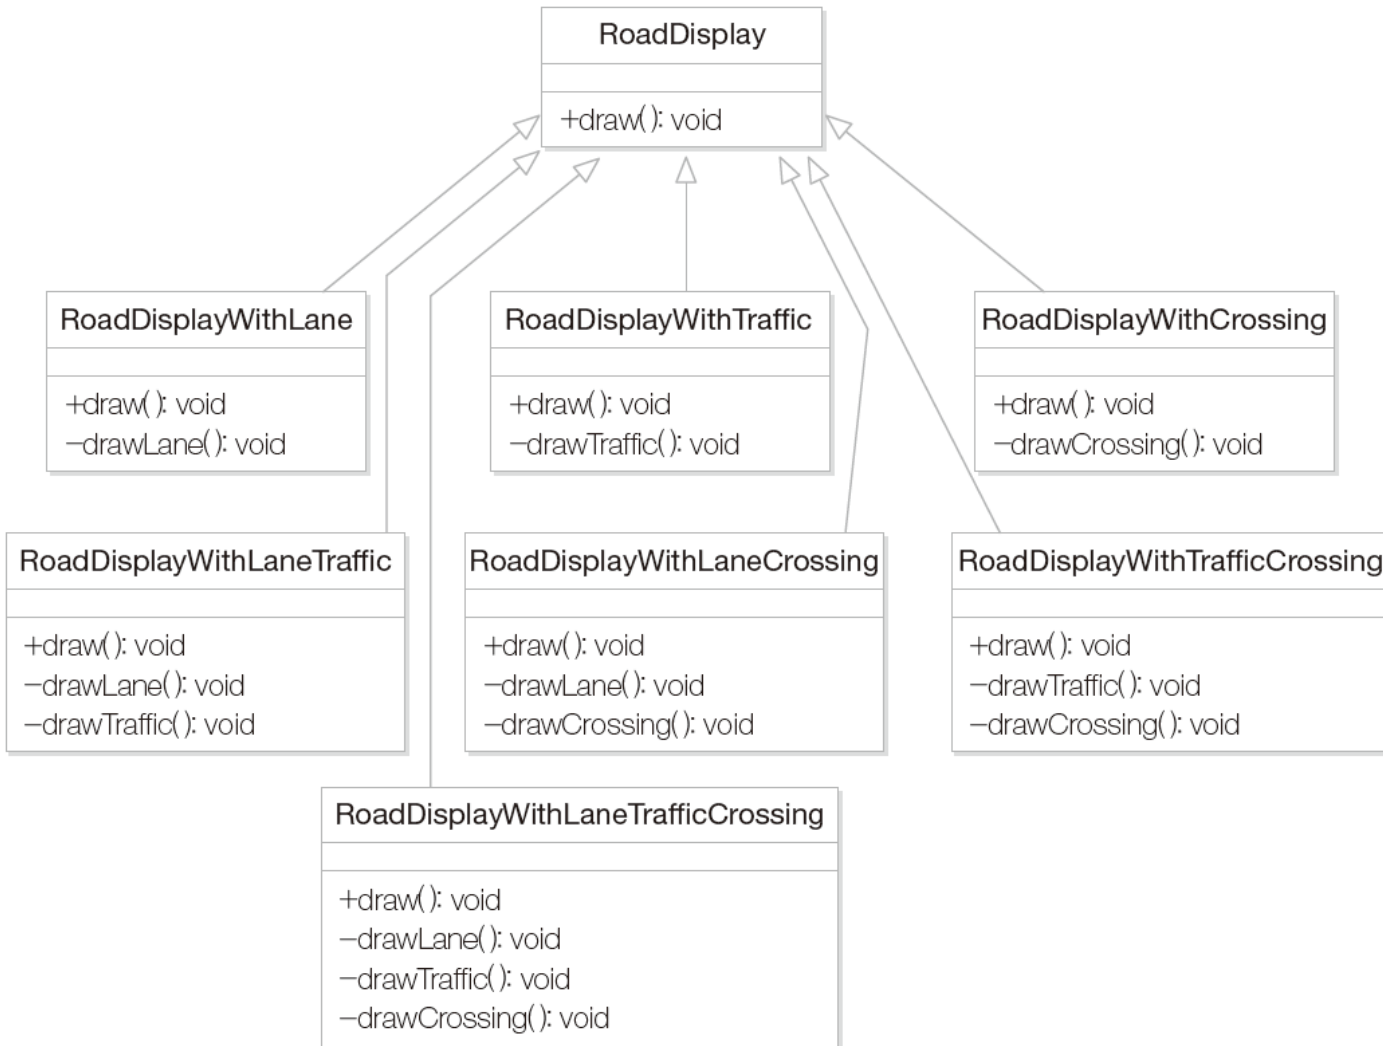 RoadDisplay
+draw(): void
RoadDisplayWithLane
+draw(): void
–drawLane(): void
RoadDisplayWithTraffic
+draw(): void
–drawTraffic(): void
RoadDisplayWithCrossing
+draw(): void
–drawCrossing(): void
RoadDisplayWithLaneTraffic
+draw(): void
–drawLane(): void
–drawTraffic(): void
RoadDisplayWithLaneCrossing
+draw(): void
–drawLane(): void
–drawCrossing(): void
RoadDisplayWithTrafficCrossing
+draw(): void
–drawTraffic(): void
–drawCrossing(): void
RoadDisplayWithLaneTrafficCrossing
+draw(): void
–drawLane(): void
–drawTraffic(): void
–drawCrossing(): void